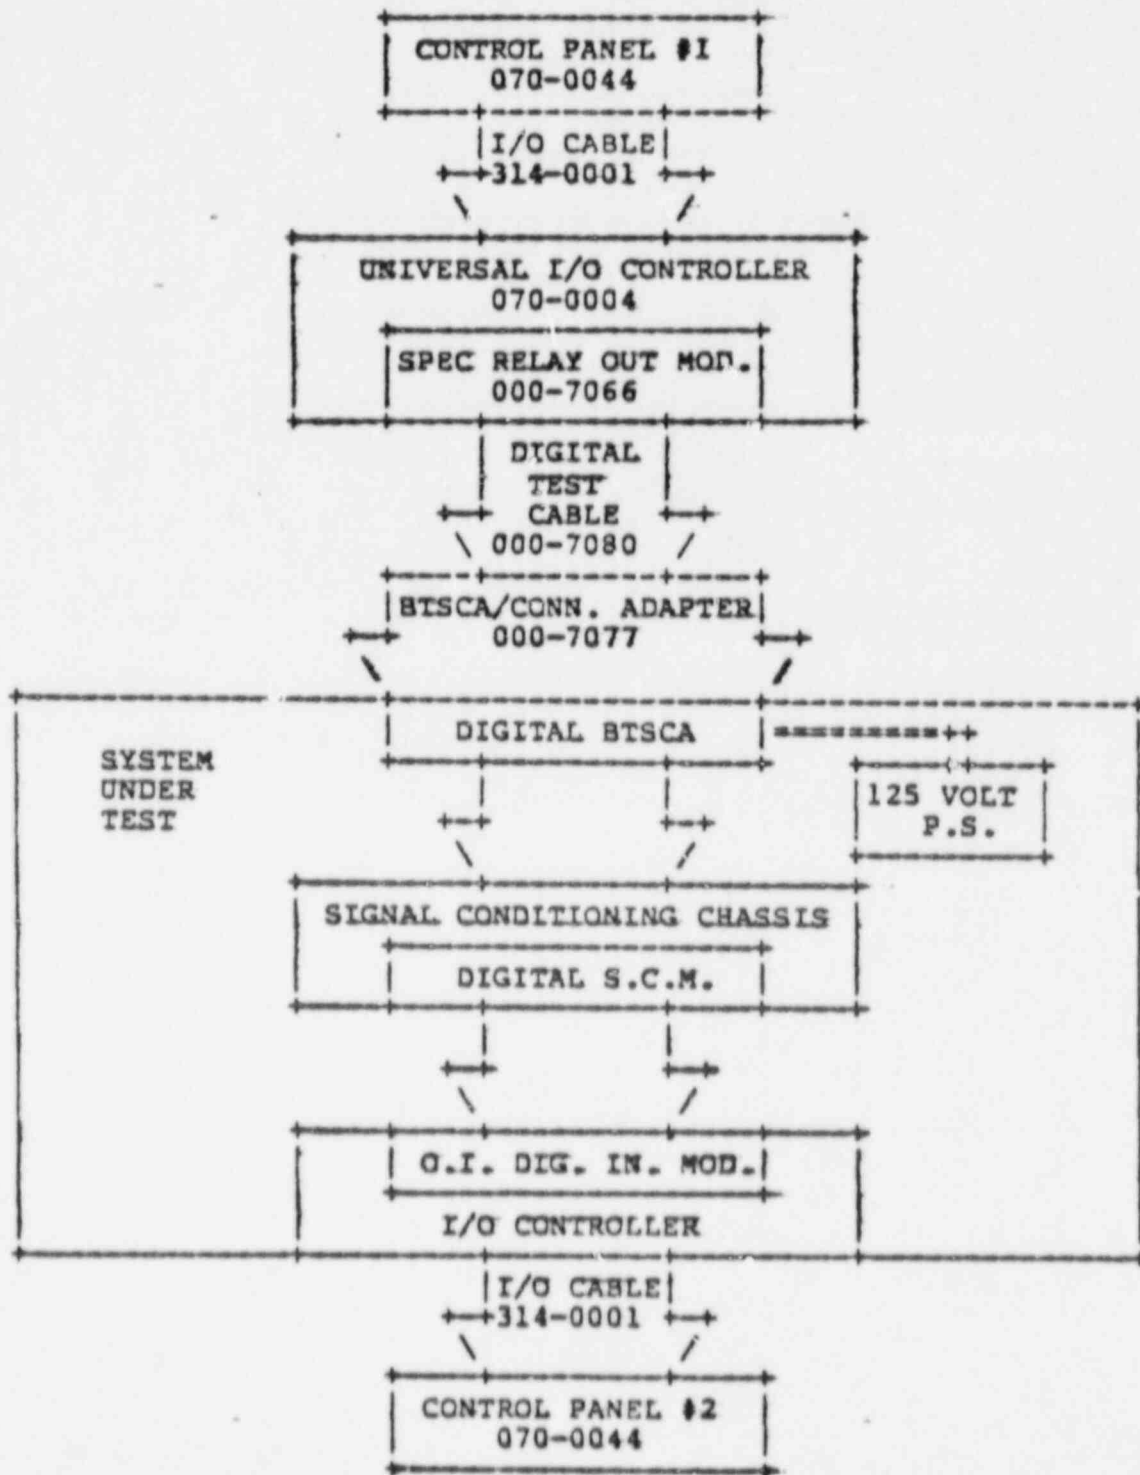 CONTROL PANEL #1
070-0044
I/O CABLE
314-0001
UNIVERSAL I/O CONTROLLER
070-0004
SPEC RELAY OUT MOD.
000-7066
DIGITAL
TEST
CABLE
000-7080
BTSCA/CONN. ADAPTER
000-7077
DIGITAL BTSCA
SYSTEM
UNDER
TEST
125 VOLT
P.S.
SIGNAL CONDITIONING CHASSIS
DIGITAL S.C.M.
O.I. DIG. IN. MOD.
I/O CONTROLLER
I/O CABLE
314-0001
CONTROL PANEL #2
070-0044